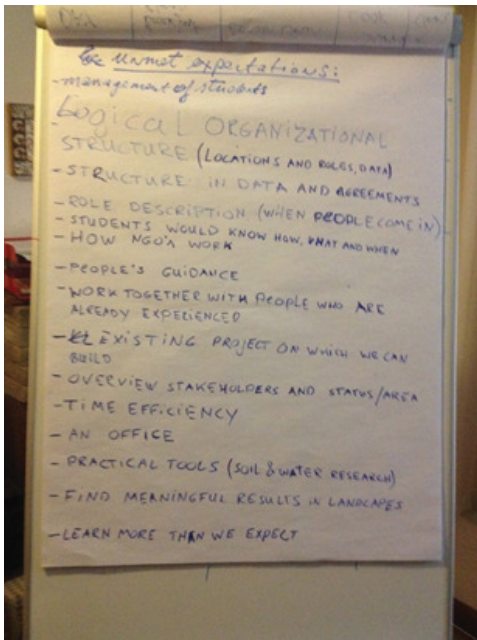 Unmet expectations:
- management of students
- Logical ORGANIZATIONAL
STRUCTURE (LOCATIONS AND ROLES, DATA)
- STRUCTURE IN DATA AND AGREEMENTS
- ROLE DESCRIPTION (WHEN PEOPLE COME IN)
- STUDENTS WOULD KNOW HOW, WHAT AND WHEN
- HOW NGO'A WORK
- PEOPLE'S GUIDANCE
- WORK TOGETHER WITH PEOPLE WHO ARE
ALREADY EXPERIENCED
- EXISTING PROJECT ON WHICH WE CAN
BUILD
- OVERVIEW STAKEHOLDERS AND STATUS/AREA
- TIME EFFICIENCY
- AN OFFICE
- PRACTICAL TOOLS (SOIL & WATER RESEARCH)
- FIND MEANINGFUL RESULTS IN LANDSCAPES
- LEARN MORE THAN WE EXPECT